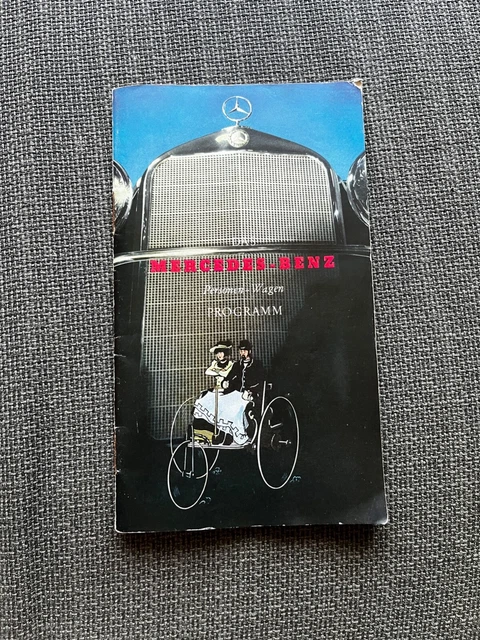 DAS
MERCEDES-BENZ
Personen-Wagen
PROGRAMM